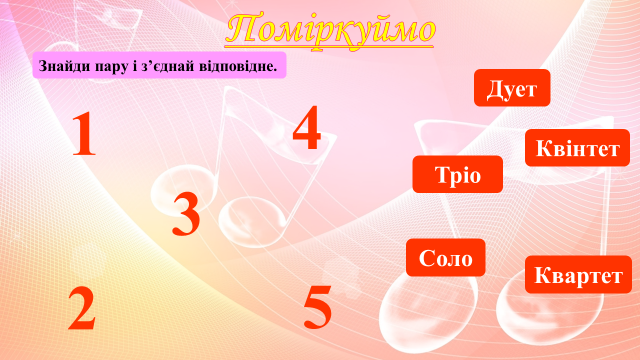 Поміркуймо
Знайди пару і з’єднай відповідне.
Дует
1
4
Квінтет
Тріо
3
Соло
Квартет
2
5